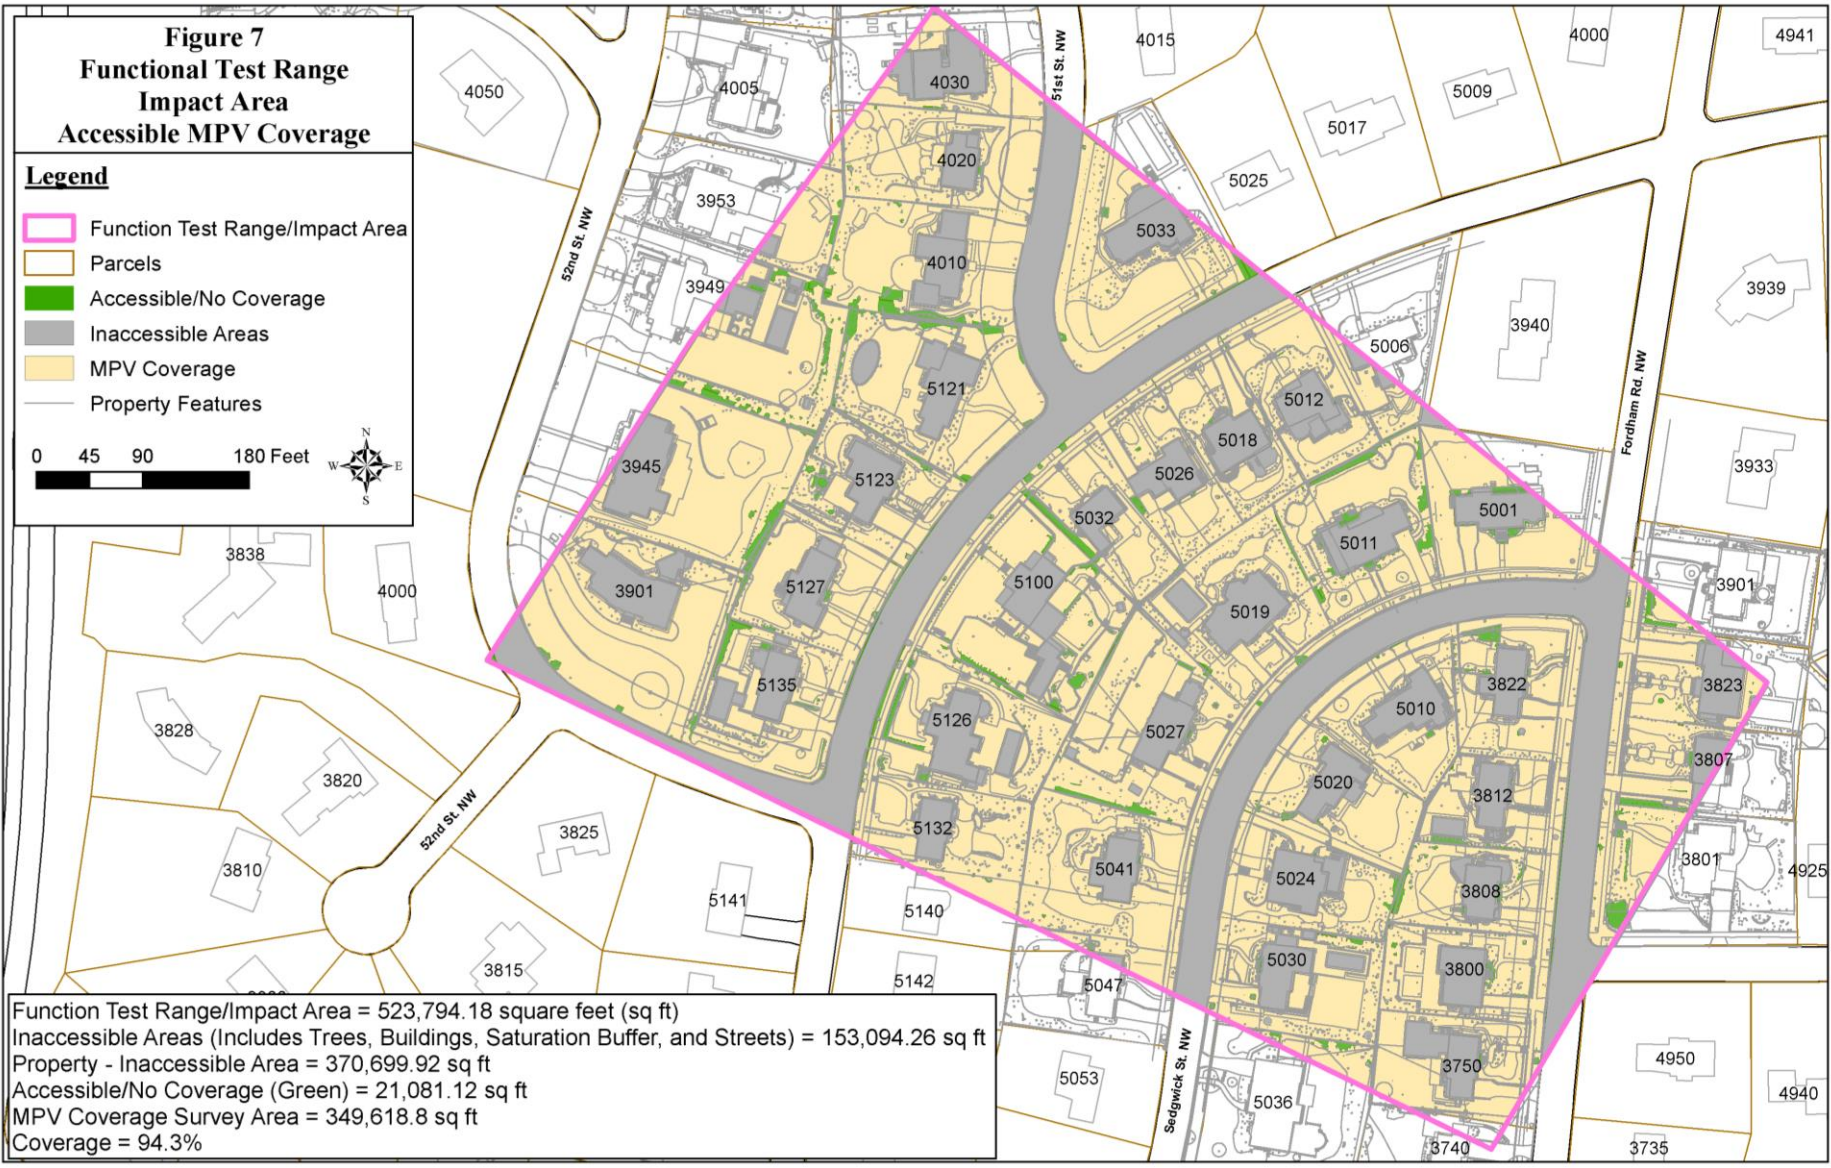 Figure 7
Functional Test Range
Impact Area
Accessible MPV Coverage
Legend
Function Test Range/Impact Area
Parcels
Accessible/No Coverage
Inaccessible Areas
MPV Coverage
Property Features
0 45 90 180 Feet
N
W E
S
4050
4005
4030
51st St. NW
4015
4000
4941
5009
5017
5025
4020
3953
5033
52nd St. NW
4010
3949
3939
3940
5006
5121
5012
5018
Fordham Rd. NW
3945
5123
5026
3933
5032
5011
5001
3838
4000
3901
5127
5100
5019
3901
5135
5126
5027
5010
3822
3823
3828
3820
52nd St. NW
3825
5132
5020
3812
3807
3810
5041
5024
3808
3801
4925
5141
5140
3815
5142
5047
5030
3800
Sedgwick St. NW
5053
5036
3750
4950
4940
3740
3735
Function Test Range/Impact Area = 523,794.18 square feet (sq ft)
Inaccessible Areas (Includes Trees, Buildings, Saturation Buffer, and Streets) = 153,094.26 sq ft
Property - Inaccessible Area = 370,699.92 sq ft
Accessible/No Coverage (Green) = 21,081.12 sq ft
MPV Coverage Survey Area = 349,618.8 sq ft
Coverage = 94.3%